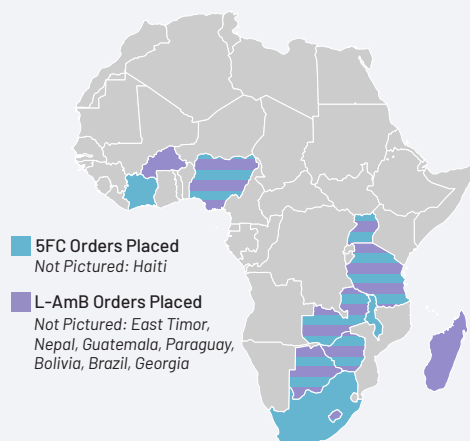 5FC Orders Placed
Not Pictured: Haiti
L-AmB Orders Placed
Not Pictured: East Timor,
Nepal, Guatemala, Paraguay,
Bolivia, Brazil, Georgia